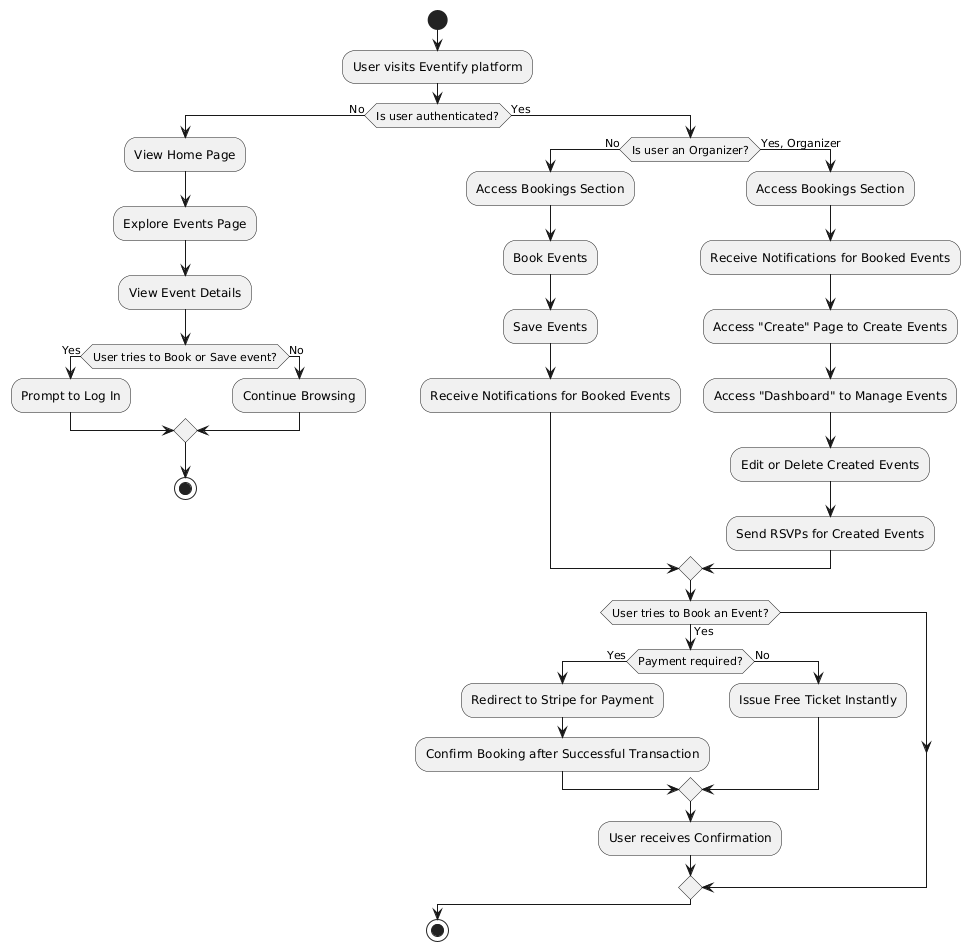 User visits Eventify platform
Is user authenticated?
No
Yes
View Home Page
Explore Events Page
View Event Details
User tries to Book or Save event?
Yes
No
Prompt to Log In
Continue Browsing
Is user an Organizer?
No
Yes, Organizer
Access Bookings Section
Book Events
Save Events
Receive Notifications for Booked Events
Access Bookings Section
Receive Notifications for Booked Events
Access "Create" Page to Create Events
Access "Dashboard" to Manage Events
Edit or Delete Created Events
Send RSVPs for Created Events
User tries to Book an Event?
Yes
Payment required?
Yes
No
Redirect to Stripe for Payment
Confirm Booking after Successful Transaction
Issue Free Ticket Instantly
User receives Confirmation